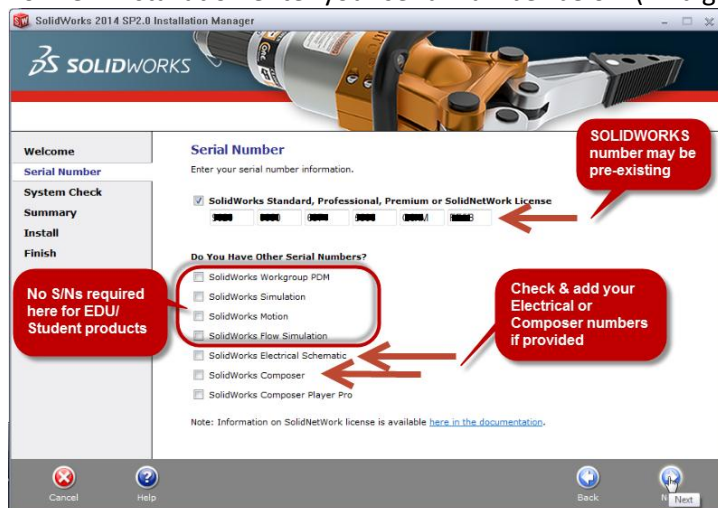 SolidWorks 2014 SP2.0 Installation Manager
SOLIDWORKS
Welcome
Serial Number
System Check
Summary
Install
Finish
Serial Number
Enter your serial number information.
SolidWorks Standard, Professional, Premium or SolidNetWork License
Do You Have Other Serial Numbers?
SolidWorks Workgroup PDM
SolidWorks Simulation
SolidWorks Motion
SolidWorks Flow Simulation
SolidWorks Electrical Schematic
SolidWorks Composer
SolidWorks Composer Player Pro
Note: Information on SolidNetWork license is available here in the documentation.
SOLIDWORKS
number may be
pre-existing
No S/Ns required
here for EDU/
Student products
Check & add your
Electrical or
Composer numbers
if provided
Cancel
Help
Back
Next